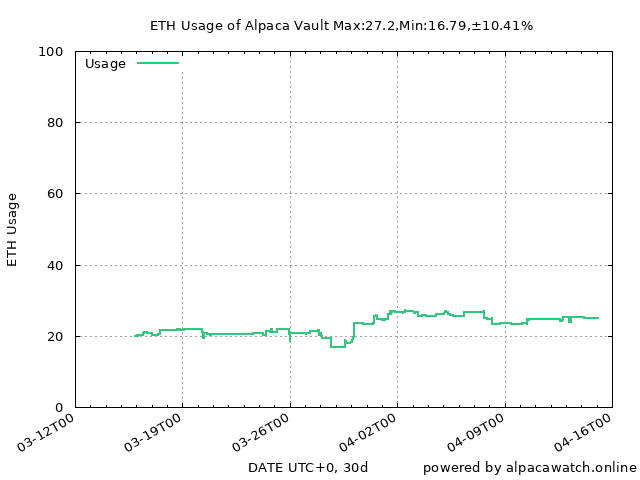 ETH Usage of Alpaca Vault Max:27.2,Min:16.79,±10.41%
Usage
100
80
60
40
20
0
ETH Usage
03-12T00
03-19T00
03-26T00
04-02T00
04-09T00
04-16T00
DATE UTC+0, 30d
powered by alpacawatch.online